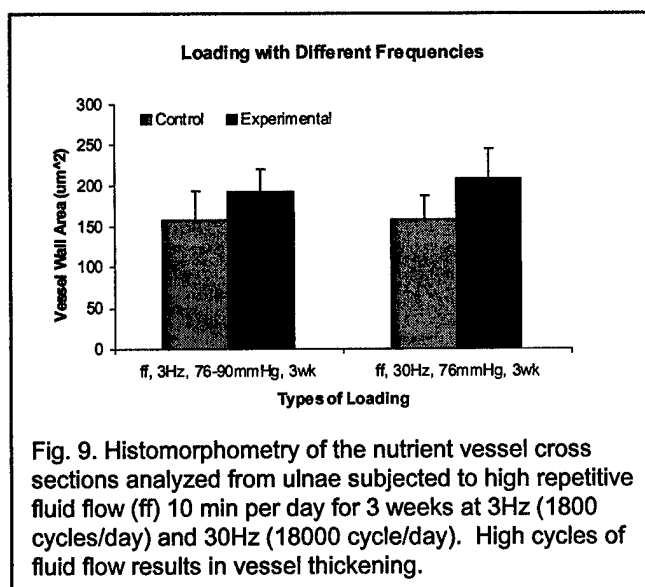 Loading with Different Frequencies
300
250
200
150
100
50
0
Vessel Wall Area (um^2)
Control
Experimental
ff, 3Hz, 76-90mmHg, 3wk
ff, 30Hz, 76mmHg, 3wk
Types of Loading
Fig. 9. Histomorphometry of the nutrient vessel cross
sections analyzed from ulnae subjected to high repetitive
fluid flow (ff) 10 min per day for 3 weeks at 3Hz (1800
cycles/day) and 30Hz (18000 cycle/day). High cycles of
fluid flow results in vessel thickening.